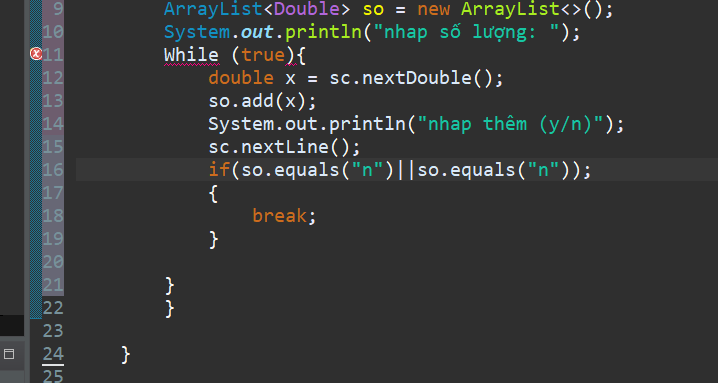 9 ArrayList<Double> so = new ArrayList<>();
10 System.out.println("nhap số lượng: ");
11 While (true){
12 double x = sc.nextDouble();
13 so.add(x);
14 System.out.println("nhap thêm (y/n)");
15 sc.nextLine();
16 if(so.equals("n")||so.equals("n"));
17 {
18 break;
19 }
20
21 }
22 }
23
24 }
25